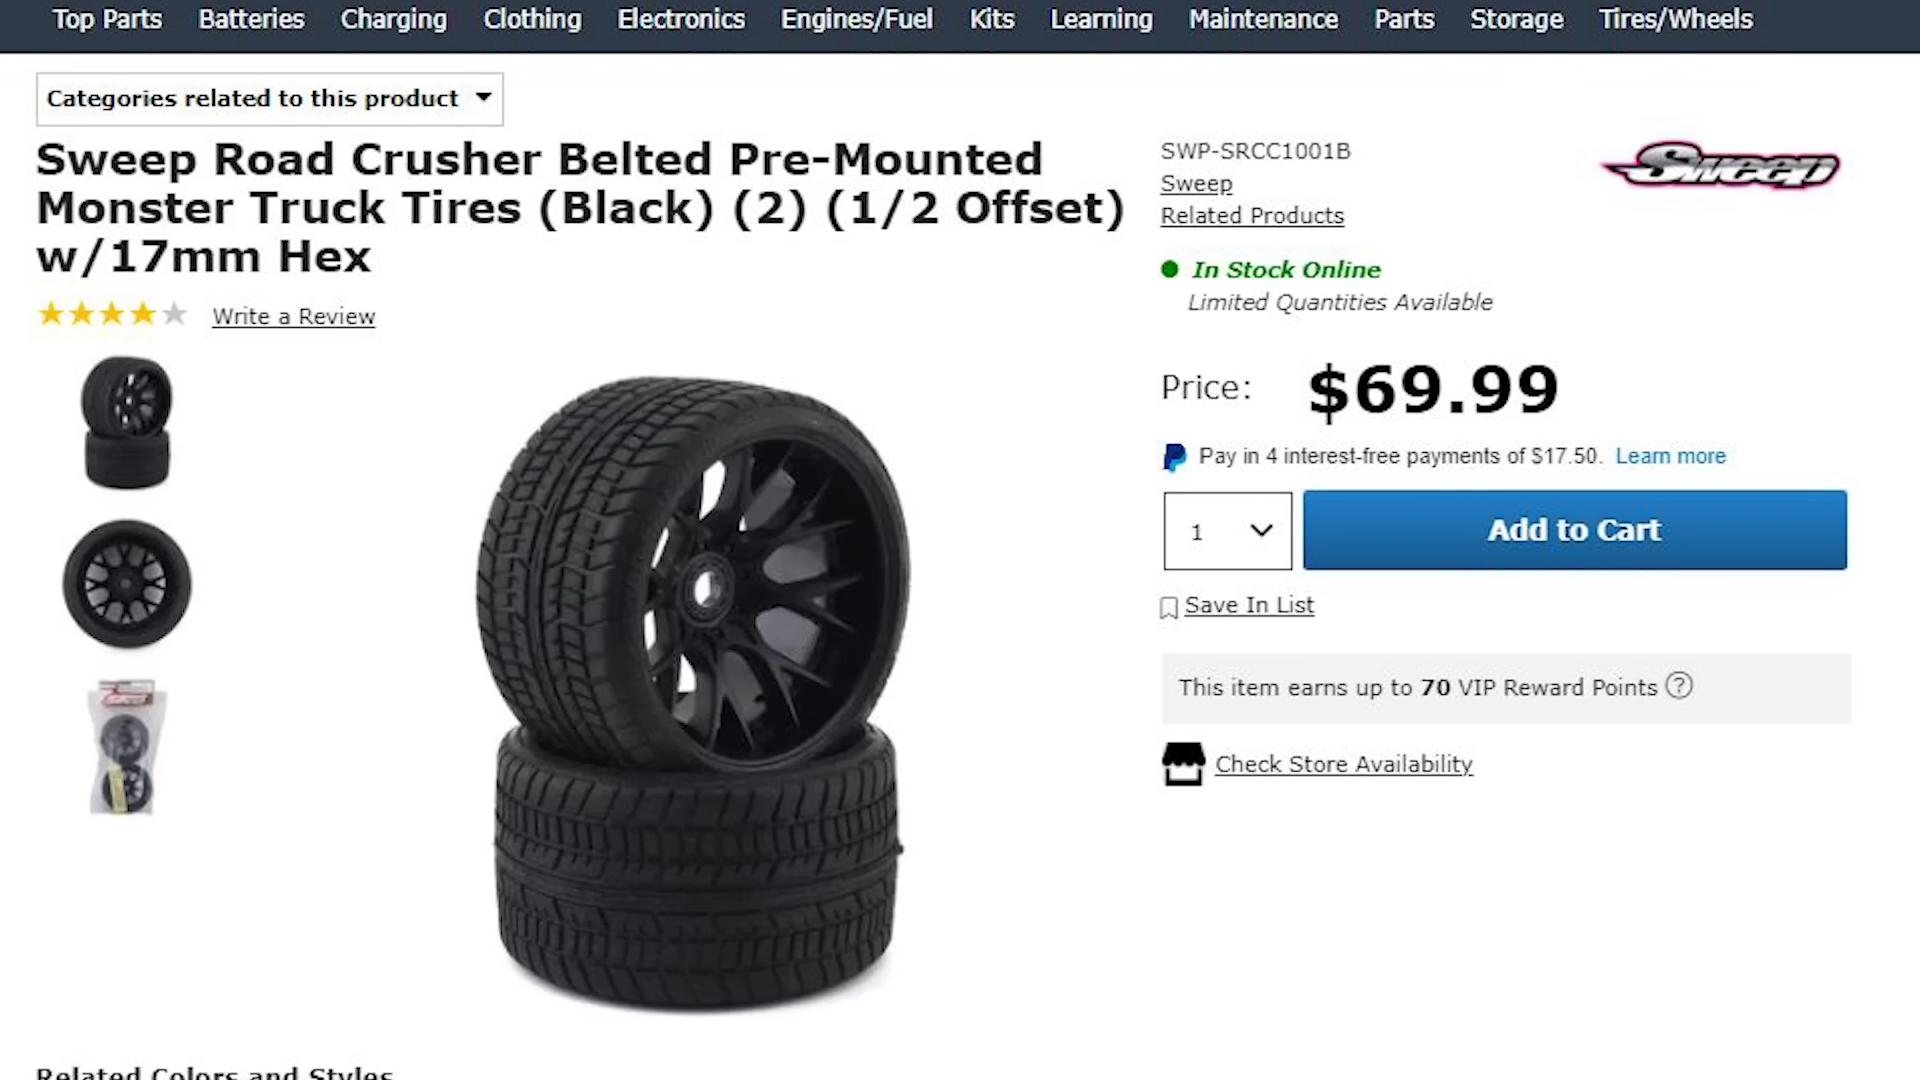 Top Parts Batteries Charging Clothing Electronics Engines/Fuel Kits Learning Maintenance Parts Storage Tires/Wheels
Categories related to this product
Sweep Road Crusher Belted Pre-Mounted
Monster Truck Tires (Black) (2) (1/2 Offset)
w/17mm Hex
Write a Review
SWP-SRCC1001B
Sweep
Related Products
Sweep
In Stock Online
Limited Quantities Available
Price: $69.99
Pay in 4 interest-free payments of $17.50. Learn more
1
Add to Cart
Save In List
This item earns up to 70 VIP Reward Points ?
Check Store Availability
Related Colors and Styles